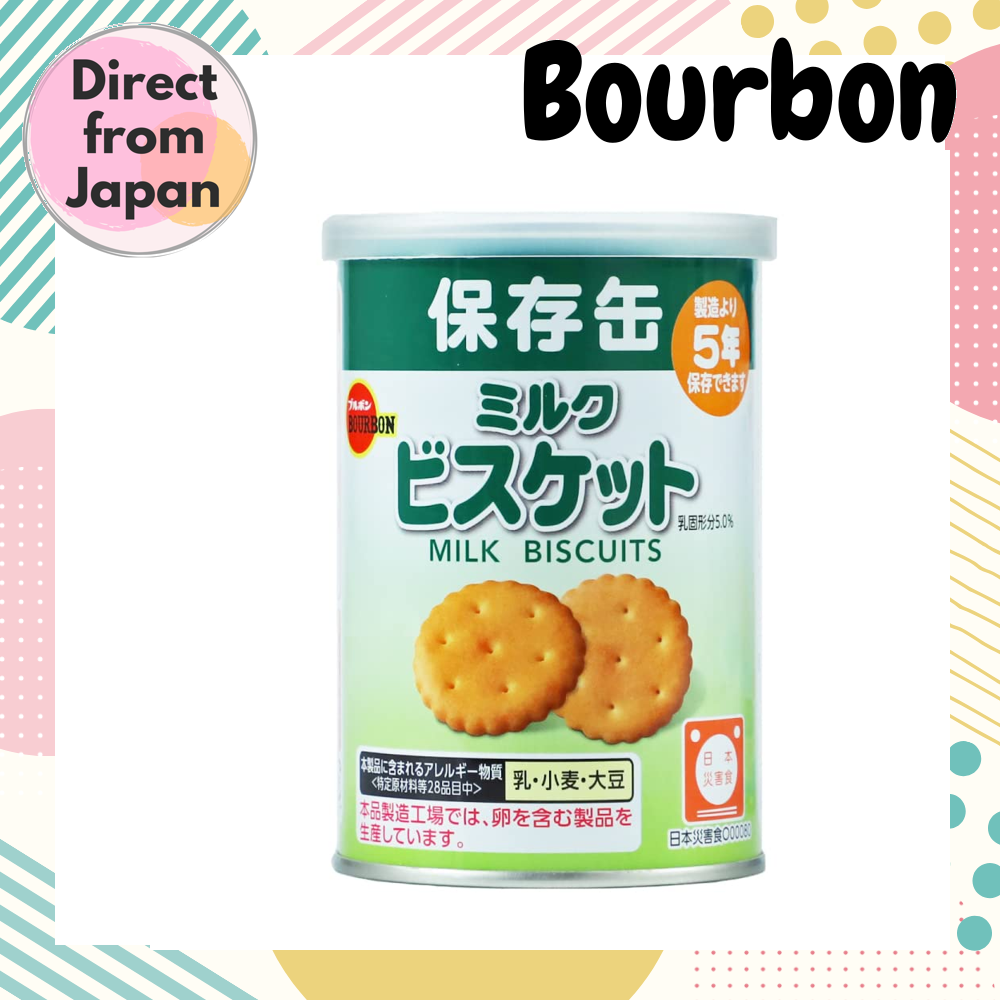 Direct
from
Japan
Bourbon
保存缶
製造より
5年
保存できます
ブルボン
BOURBON
ミルク
ビスケット
乳固形分5.0%
MILK BISCUITS
日本
災害食
本製品に含まれるアレルギー物質
<特定原材料等28品目中>
乳・小麦・大豆
本品製造工場では、卵を含む製品を
生産しています。